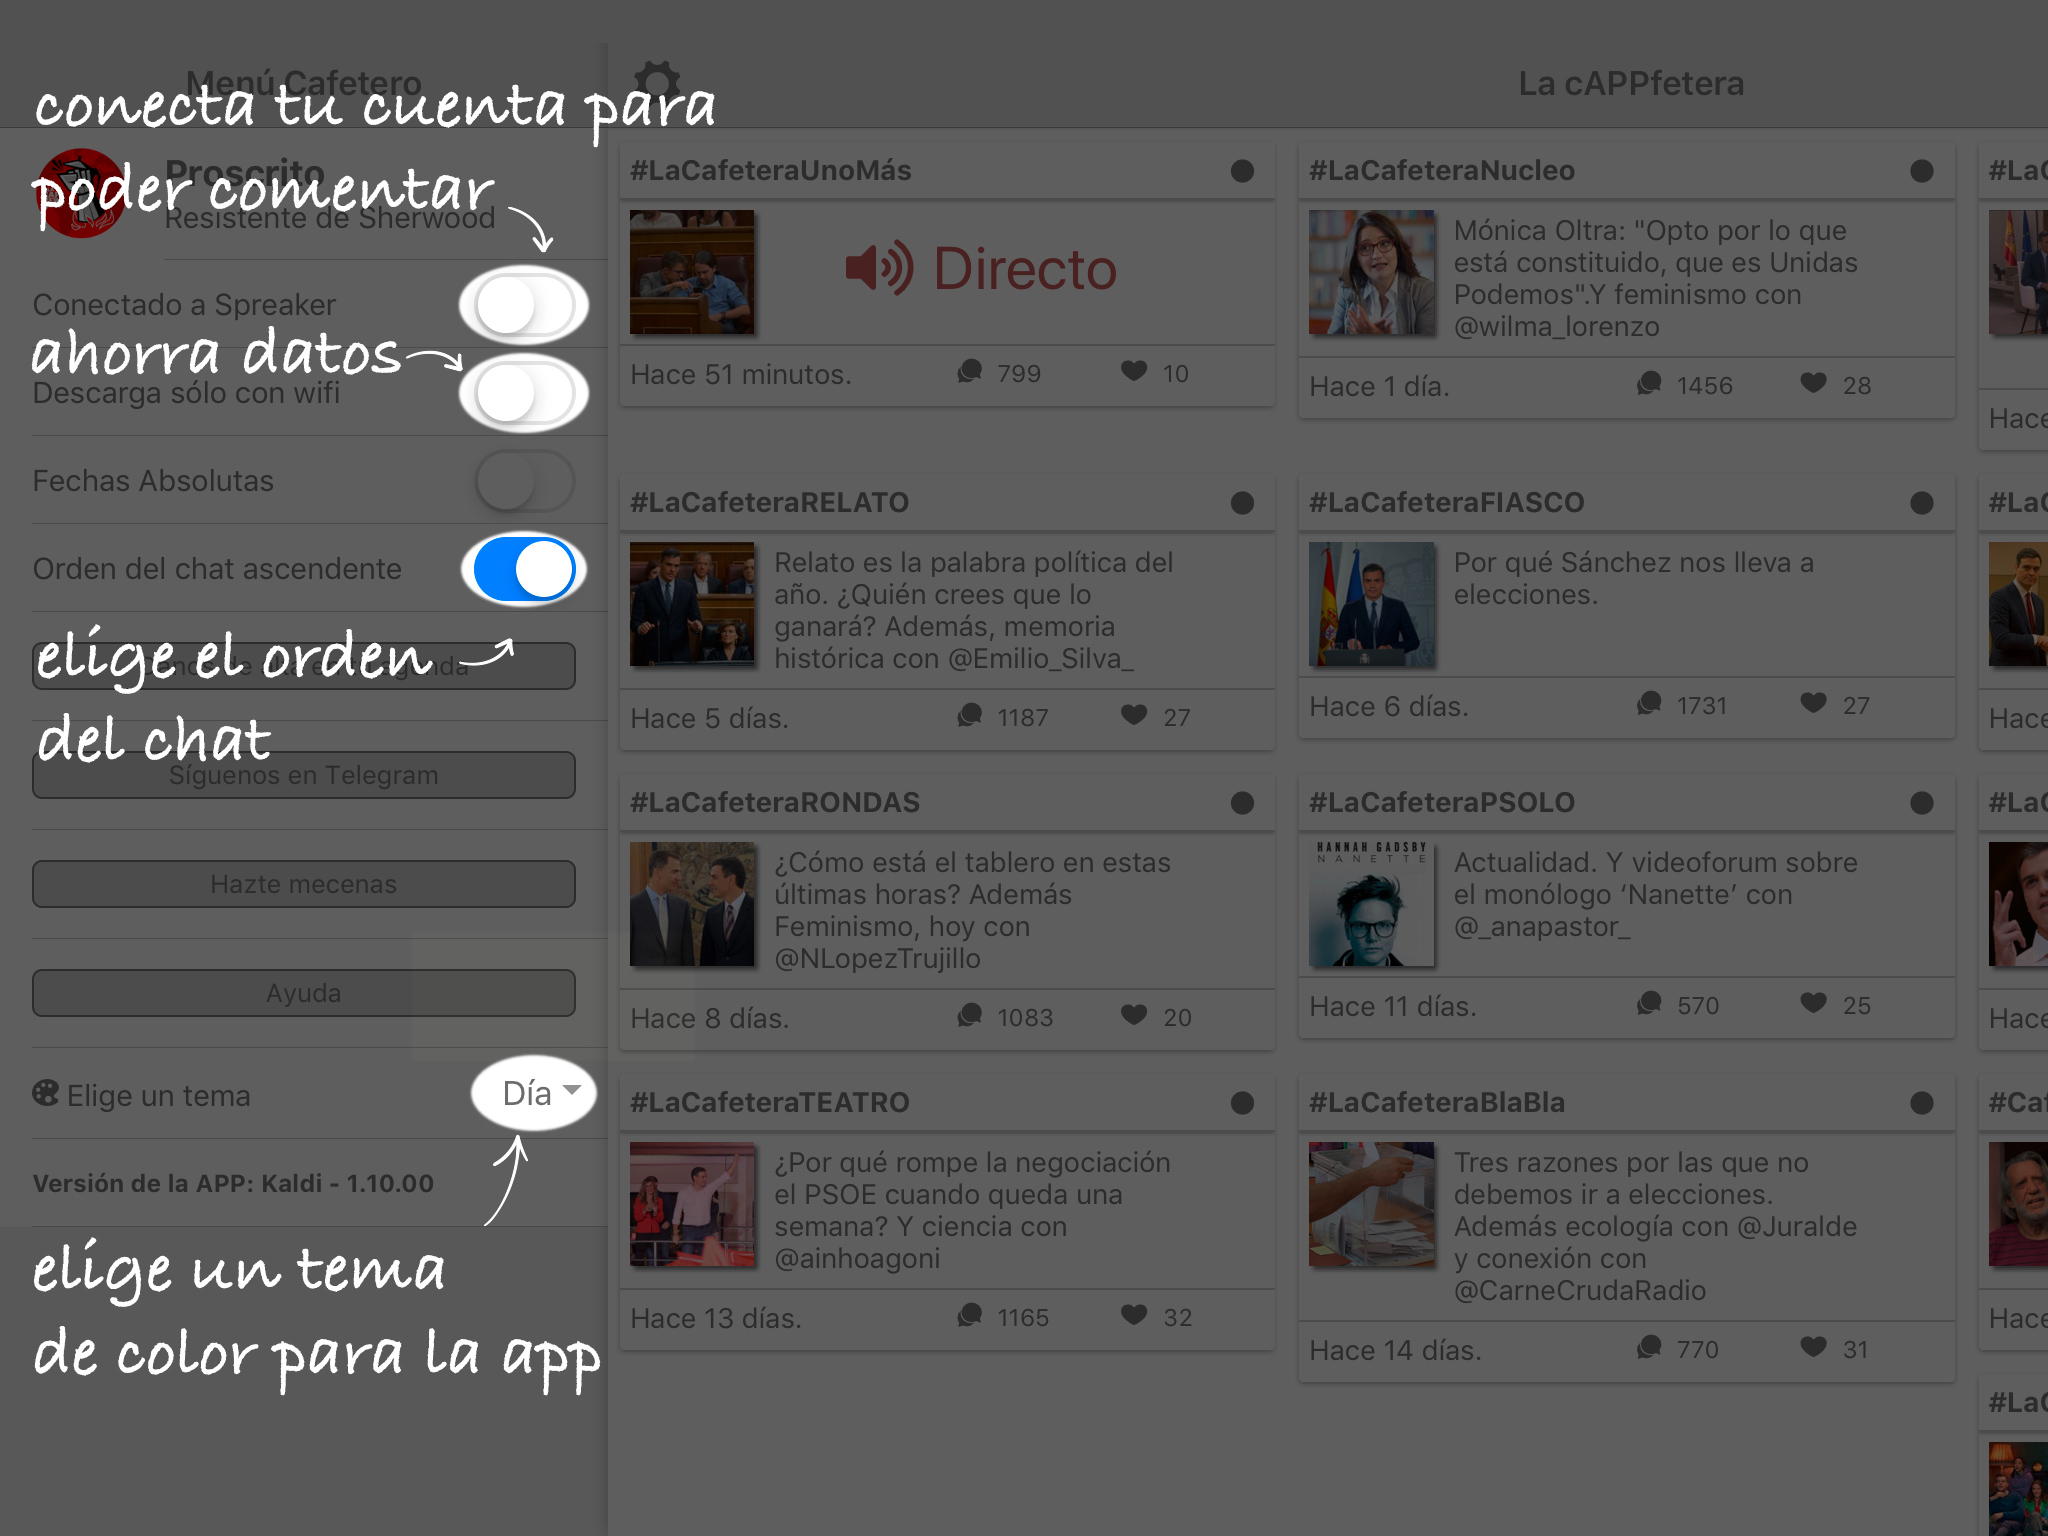 Menú Cafetero
La cAPPfetera
conecta tu cuenta para
poder comentar
Proscrito
Resistente de Sherwood
Conectado a Spreaker
ahorra datos
Descarga sólo con wifi
Fechas Absolutas
Orden del chat ascendente
elige el orden
del chat
Síguenos en Telegram
Hazte mecenas
Ayuda
Elige un tema
Día
Versión de la APP: Kaldi - 1.10.00
elige un tema
de color para la app
#LaCafeteraUnoMás
Directo
Hace 51 minutos. 799 10
#LaCafeteraNucleo
Mónica Oltra: "Opto por lo que
está constituido, que es Unidas
Podemos".Y feminismo con
@wilma_lorenzo
Hace 1 día. 1456 28
#LaCafeteraRELATO
Relato es la palabra política del
año. ¿Quién crees que lo
ganará? Además, memoria
histórica con @Emilio_Silva_
Hace 5 días. 1187 27
#LaCafeteraFIASCO
Por qué Sánchez nos lleva a
elecciones.
Hace 6 días. 1731 27
#LaCafeteraRONDAS
¿Cómo está el tablero en estas
últimas horas? Además
Feminismo, hoy con
@NLopezTrujillo
Hace 8 días. 1083 20
#LaCafeteraPSOLO
HANNAH GADSBY
NANETTE
Actualidad. Y videoforum sobre
el monólogo ‘Nanette’ con
@_anapastor_
Hace 11 días. 570 25
#LaCafeteraTEATRO
¿Por qué rompe la negociación
el PSOE cuando queda una
semana? Y ciencia con
@ainhoagoni
Hace 13 días. 1165 32
#LaCafeteraBlaBla
Tres razones por las que no
debemos ir a elecciones.
Además ecología con @Juralde
y conexión con
@CarneCrudaRadio
Hace 14 días. 770 31
#La
Hace
#La
Hace
#La
Hace
#Caf
Hace
#La